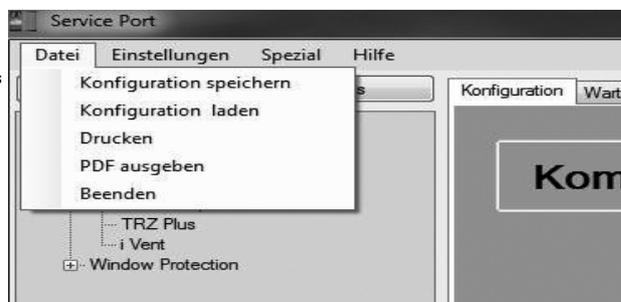 Service Port
Datei Einstellungen Spezial Hilfe
Konfiguration speichern
Konfiguration laden
Drucken
PDF ausgeben
Beenden
TRZ Plus
i Vent
Window Protection
Konfiguration Wart
Kom